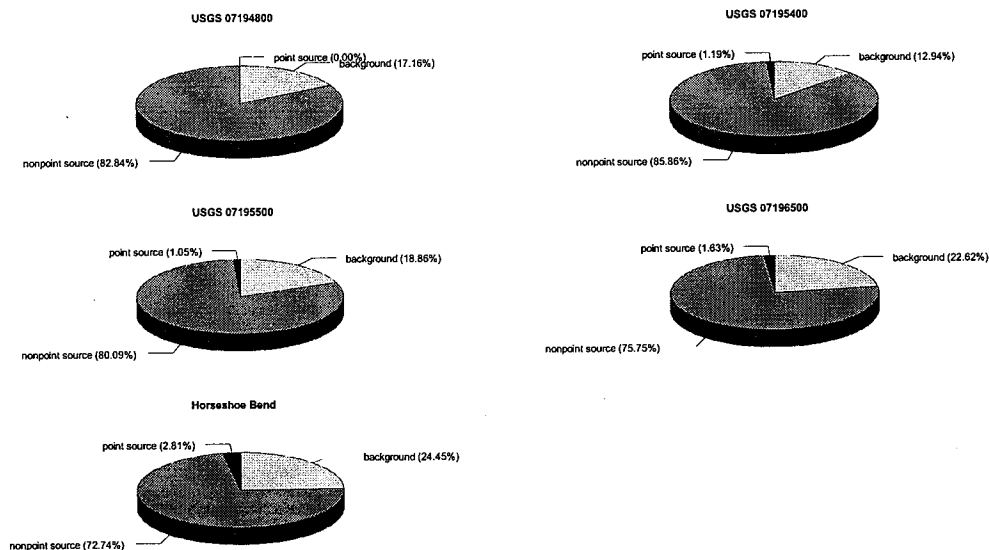 USGS 07194800
point source (0.00%)
background (17.16%)
nonpoint source (82.84%)
USGS 07195400
point source (1.19%)
background (12.94%)
nonpoint source (85.86%)
USGS 07195500
point source (1.05%)
background (18.86%)
nonpoint source (80.09%)
USGS 07196500
point source (1.63%)
background (22.62%)
nonpoint source (75.75%)
Horseshoe Bend
point source (2.81%)
background (24.45%)
nonpoint source (72.74%)